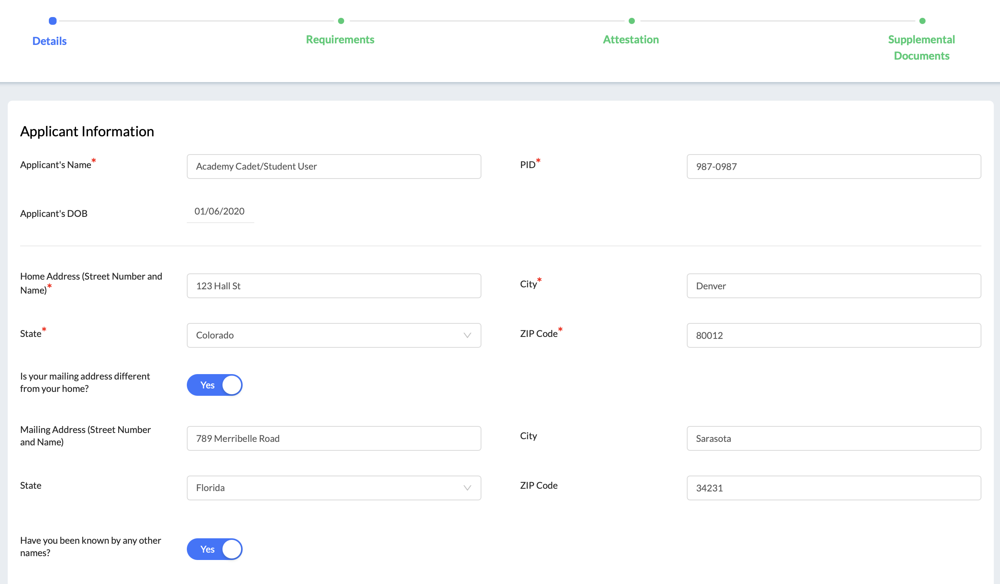 Details
Requirements
Attestation
Supplemental
Documents
Applicant Information
Applicant's Name*
Academy Cadet/Student User
PID*
987-0987
Applicant's DOB
01/06/2020
Home Address (Street Number and
Name)*
123 Hall St
City*
Denver
State*
Colorado
ZIP Code*
80012
Is your mailing address different
from your home?
Yes
Mailing Address (Street Number
and Name)
789 Merribelle Road
City
Sarasota
State
Florida
ZIP Code
34231
Have you been known by any other
names?
Yes